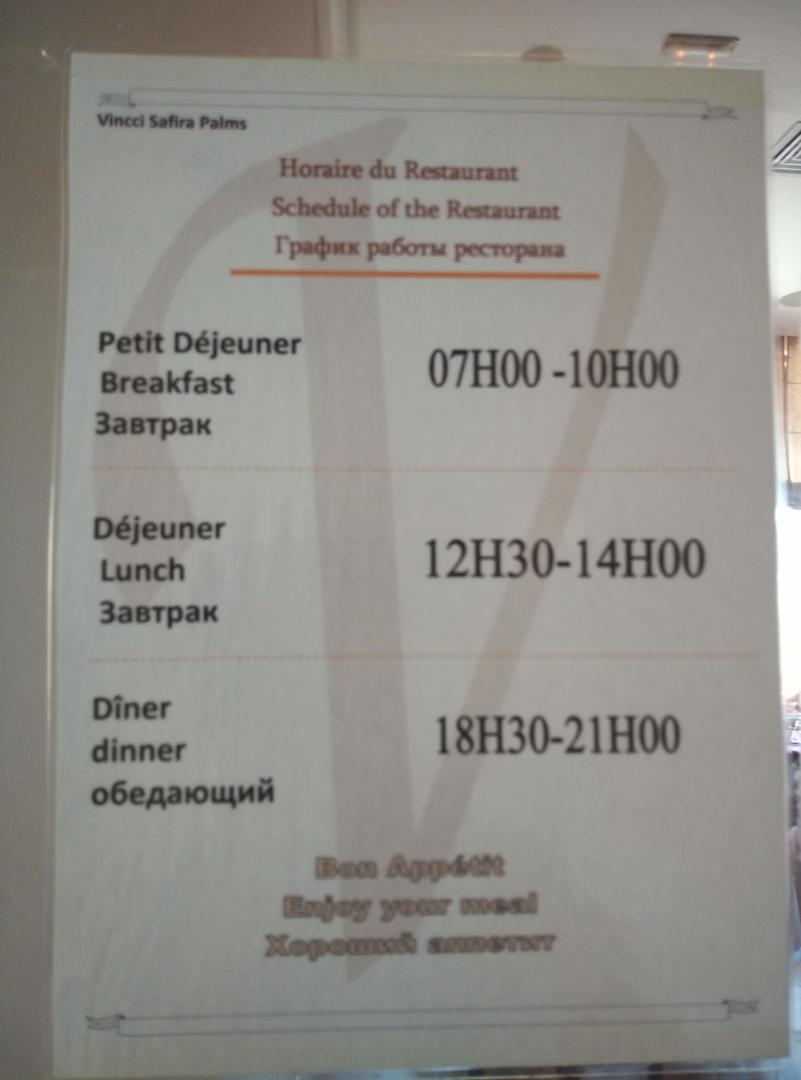 Vincci Safira Palms
Horaire du Restaurant
Schedule of the Restaurant
График работы ресторана
Petit Déjeuner
Breakfast
Завтрак
07H00 -10H00
Déjeuner
Lunch
Завтрак
12H30-14H00
Dîner
dinner
обедающий
18H30-21H00
Bon Appétit
Enjoy your meal
Хороший аппетит